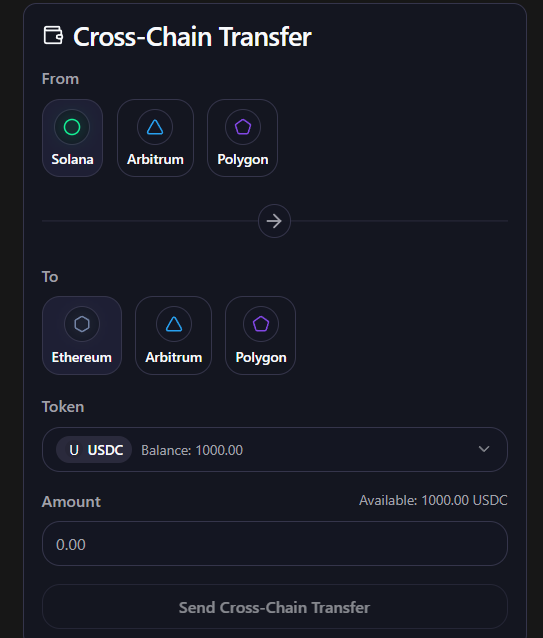 Cross-Chain Transfer
From
Solana Arbitrum Polygon
To
Ethereum Arbitrum Polygon
Token
U USDC Balance: 1000.00
Amount Available: 1000.00 USDC
0.00
Send Cross-Chain Transfer